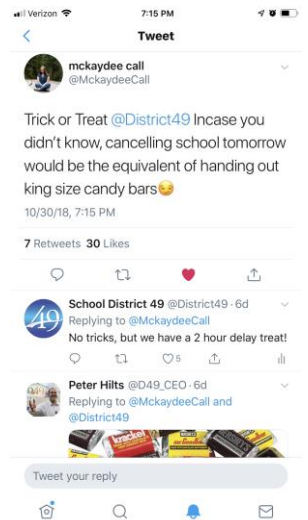 Verizon
7:15 PM
Tweet
mckaydee call
@MckaydeeCall
Trick or Treat @District49 Incase you
didn't know, cancelling school tomorrow
would be the equivalent of handing out
king size candy bars😏
10/30/18, 7:15 PM
7 Retweets 30 Likes
49
School District 49 @District49 · 6d
Replying to @MckaydeeCall
No tricks, but we have a 2 hour delay treat!
5
Peter Hilts @D49_CEO · 6d
Replying to @MckaydeeCall and
@District49
krackel
Tweet your reply